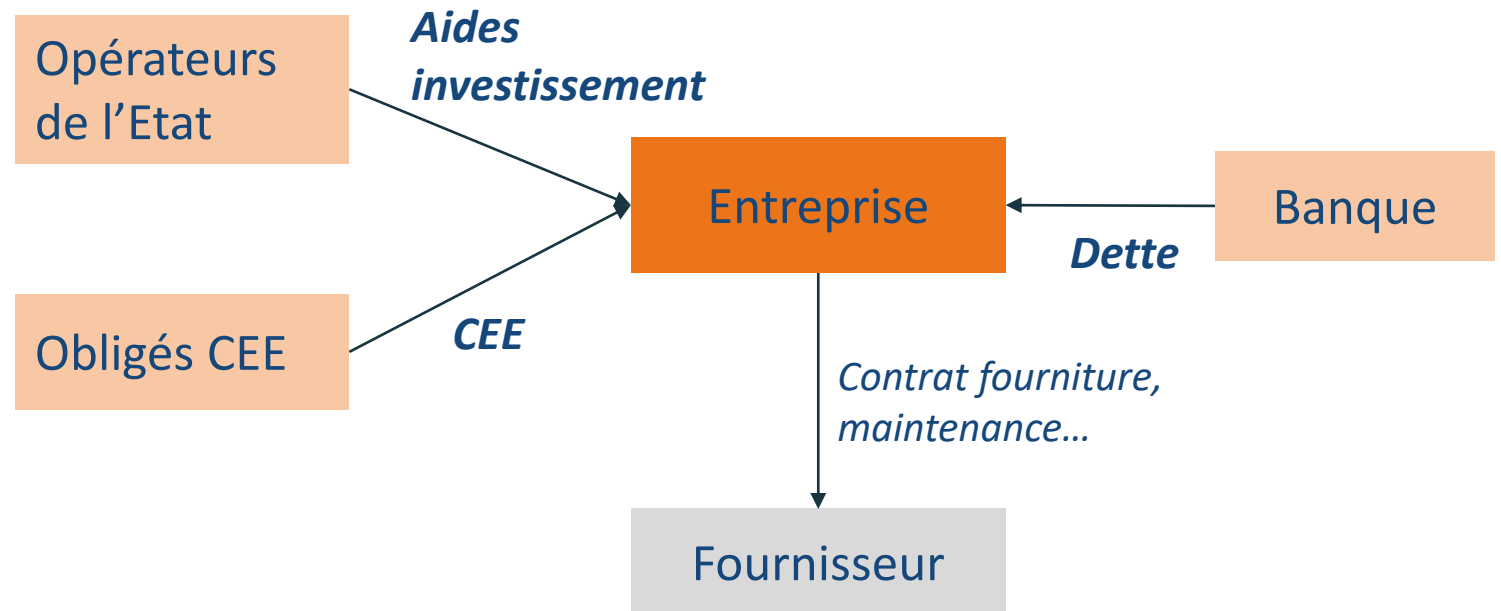 Opérateurs
de l’Etat
Aides
investissement
Entreprise
Banque
Dette
Obligés CEE
CEE
Contrat fourniture,
maintenance…
Fournisseur